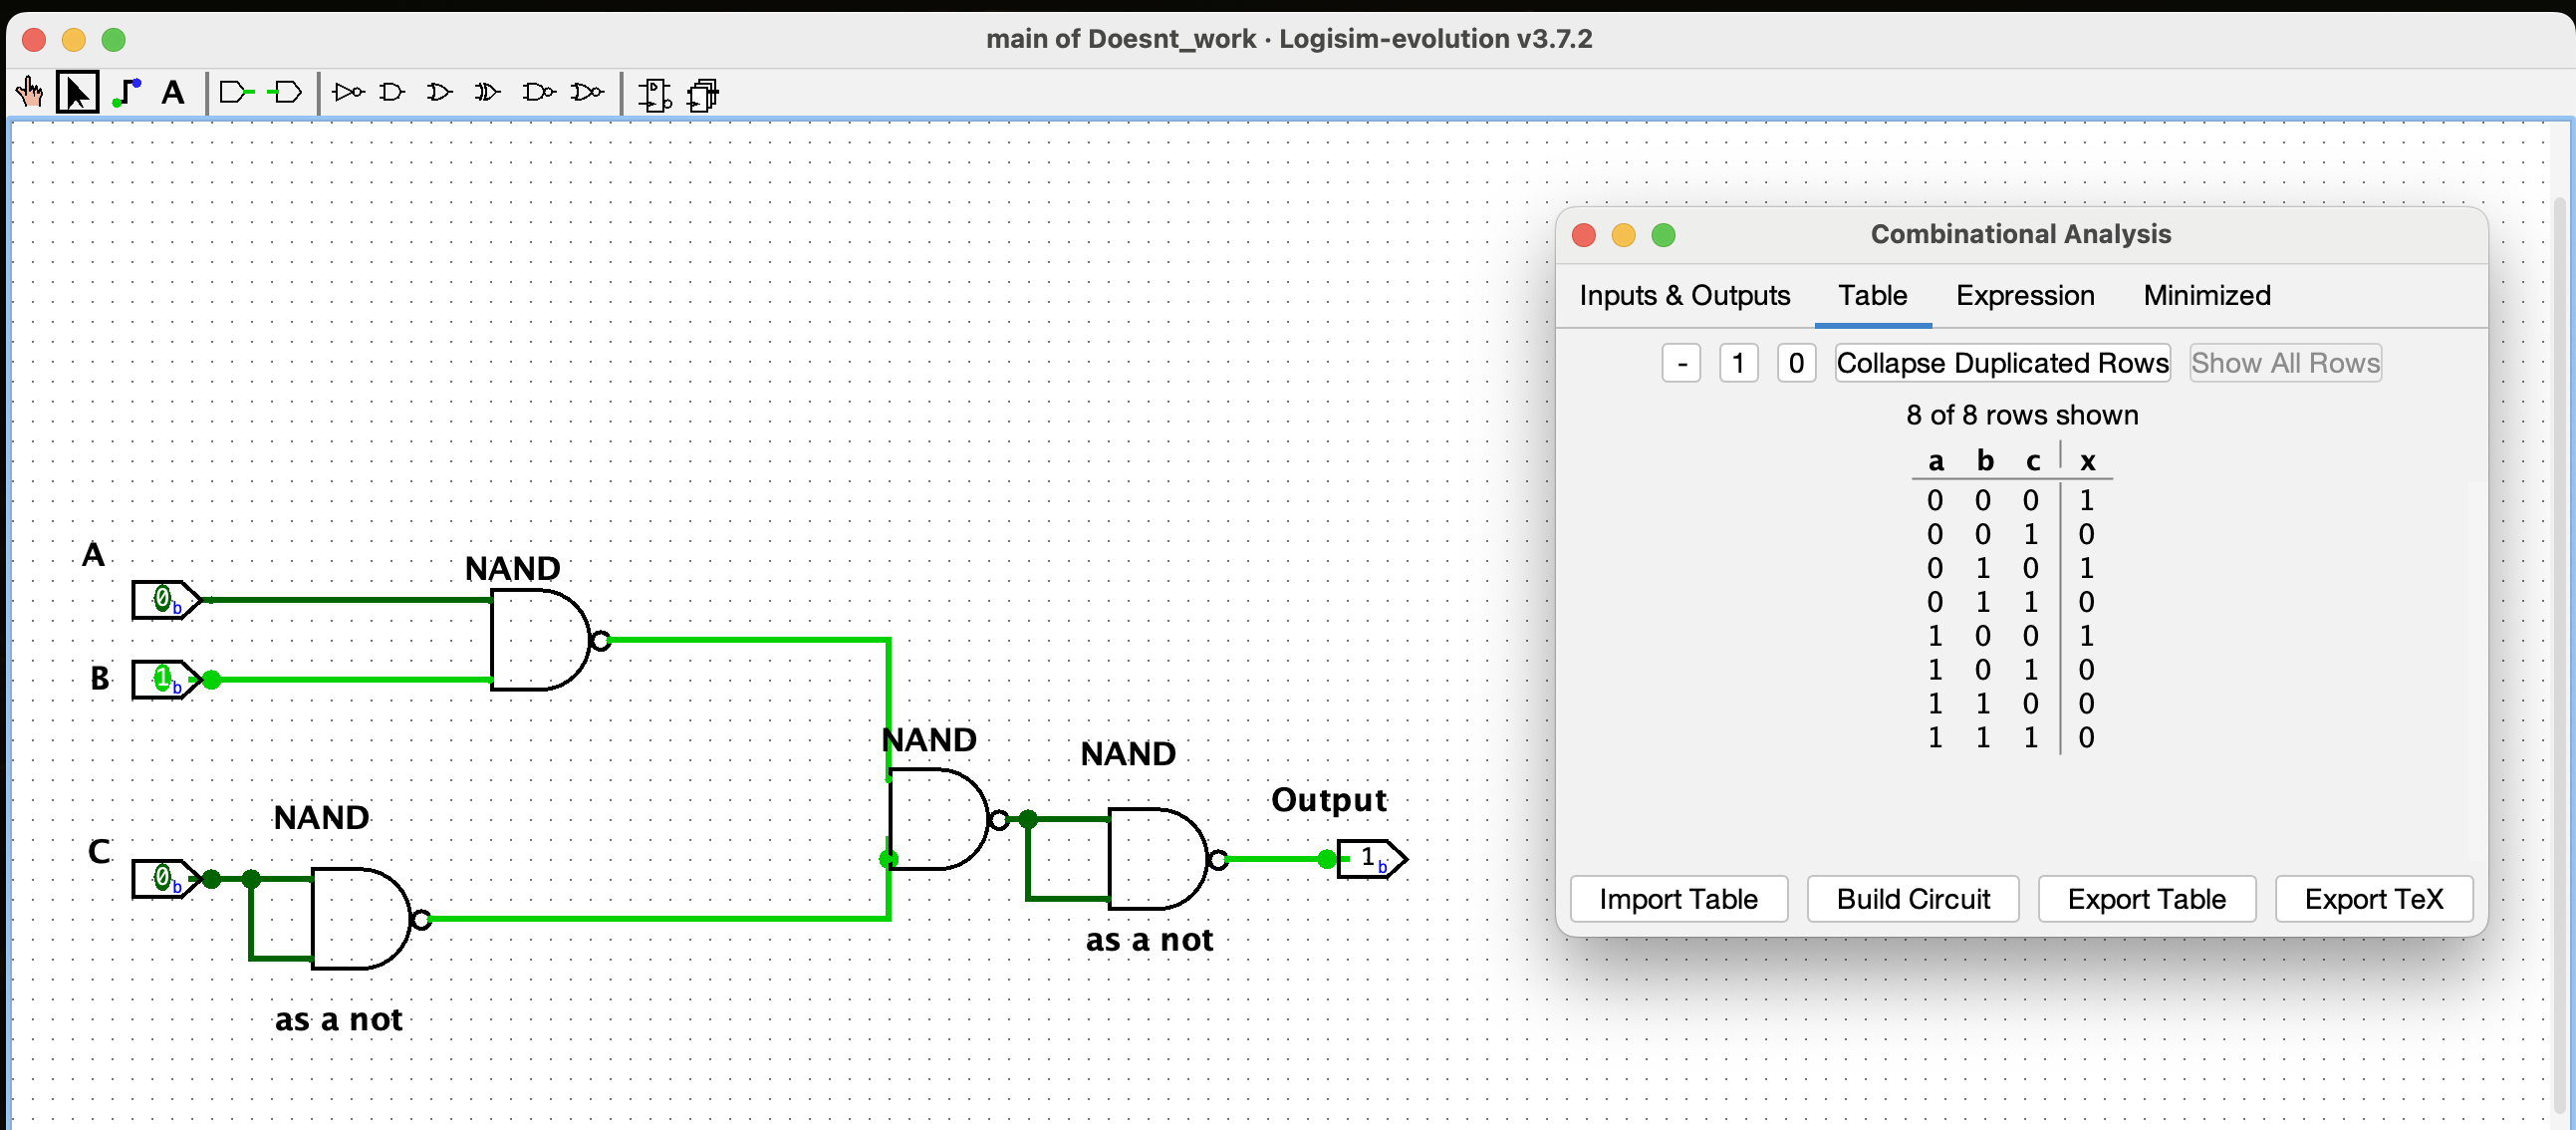 main of Doesnt_work · Logisim-evolution v3.7.2
A
Combinational Analysis
Inputs & Outputs Table Expression Minimized
- 1 0 Collapse Duplicated Rows Show All Rows
8 of 8 rows shown
a b c x
0 0 0 1
0 0 1 0
0 1 0 1
0 1 1 0
1 0 0 1
1 0 1 0
1 1 0 0
1 1 1 0
Import Table Build Circuit Export Table Export TeX
A
NAND
0b
B
1b
NAND
NAND
Output
NAND
C
0b
1b
as a not
as a not